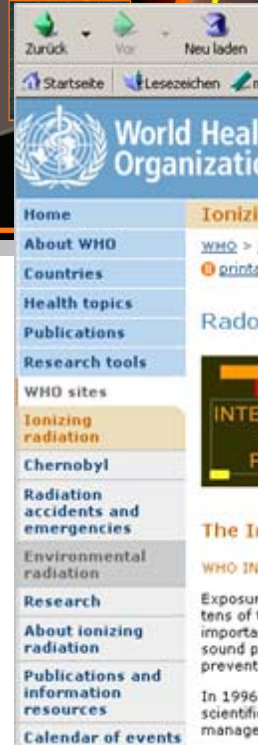 Zurück
Vor
Neu laden
Startseite
Lesezeichen
World Heal
Organizatio
Home
About WHO
Countries
Health topics
Publications
Research tools
WHO sites
Ionizing
radiation
Chernobyl
Radiation
accidents and
emergencies
Environmental
radiation
Research
About ionizing
radiation
Publications and
information
resources
Calendar of events
Ionizi
WHO >
printa
Rado
INTE
P
The I
WHO IN
Exposur
tens of
importa
sound p
prevent
In 1996
scientifi
manage